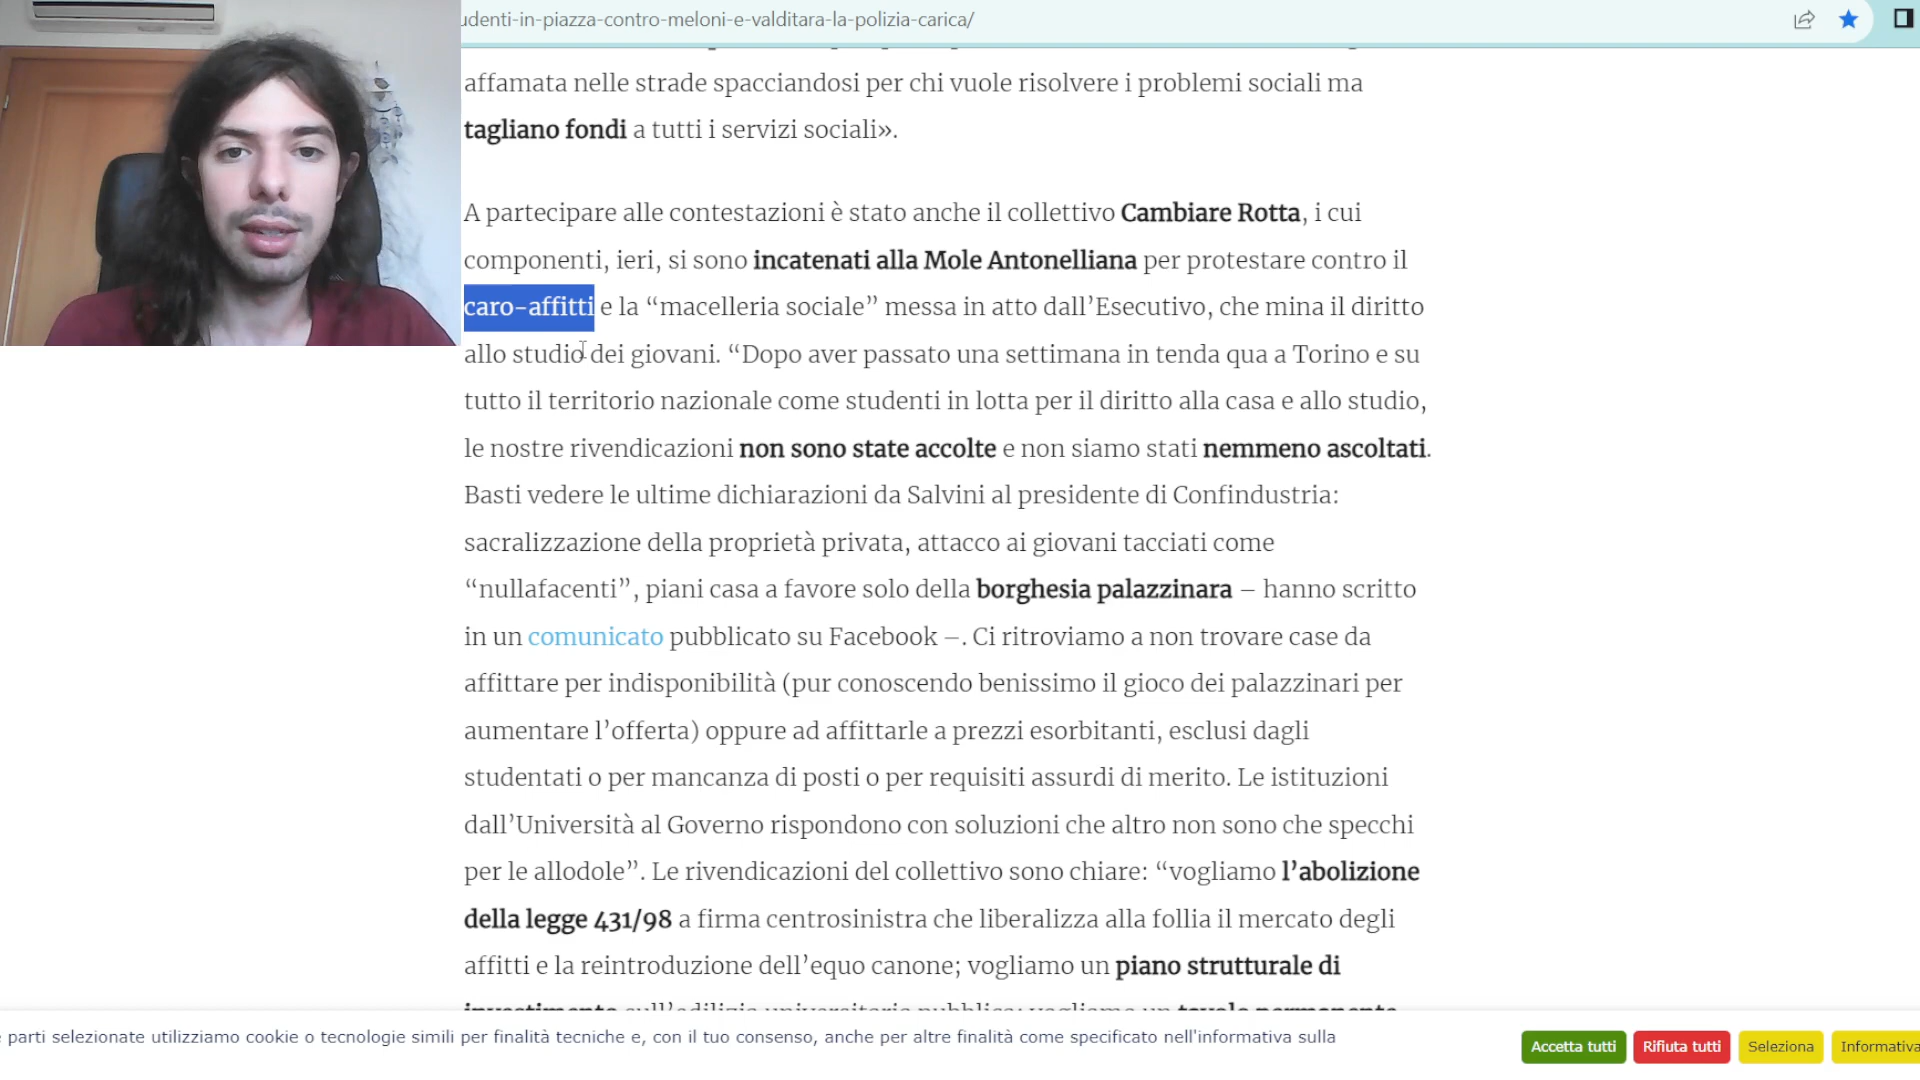 udenti-in-piazza-contro-meloni-e-valditara-la-polizia-carica/
affamata nelle strade spacciandosi per chi vuole risolvere i problemi sociali ma
tagliano fondi a tutti i servizi sociali».
A partecipare alle contestazioni è stato anche il collettivo Cambiare Rotta, i cui
componenti, ieri, si sono incatenati alla Mole Antonelliana per protestare contro il
caro-affitti e la “macelleria sociale” messa in atto dall’Esecutivo, che mina il diritto
allo studio dei giovani. “Dopo aver passato una settimana in tenda qua a Torino e su
tutto il territorio nazionale come studenti in lotta per il diritto alla casa e allo studio,
le nostre rivendicazioni non sono state accolte e non siamo stati nemmeno ascoltati.
Basti vedere le ultime dichiarazioni da Salvini al presidente di Confindustria:
sacralizzazione della proprietà privata, attacco ai giovani tacciati come
“nullafacenti”, piani casa a favore solo della borghesia palazzinara – hanno scritto
in un comunicato pubblicato su Facebook –. Ci ritroviamo a non trovare case da
affittare per indisponibilità (pur conoscendo benissimo il gioco dei palazzinari per
aumentare l’offerta) oppure ad affittarle a prezzi esorbitanti, esclusi dagli
studentati o per mancanza di posti o per requisiti assurdi di merito. Le istituzioni
dall’Università al Governo rispondono con soluzioni che altro non sono che specchi
per le allodole”. Le rivendicazioni del collettivo sono chiare: “vogliamo l’abolizione
della legge 431/98 a firma centrosinistra che liberalizza alla follia il mercato degli
affitti e la reintroduzione dell’equo canone; vogliamo un piano strutturale di
investimento sull’edilizia universitaria pubblica; vogliamo un tavolo permanente
parti selezionate utilizziamo cookie o tecnologie simili per finalità tecniche e, con il tuo consenso, anche per altre finalità come specificato nell'informativa sulla
Accetta tutti
Rifiuta tutti
Seleziona
Informativa